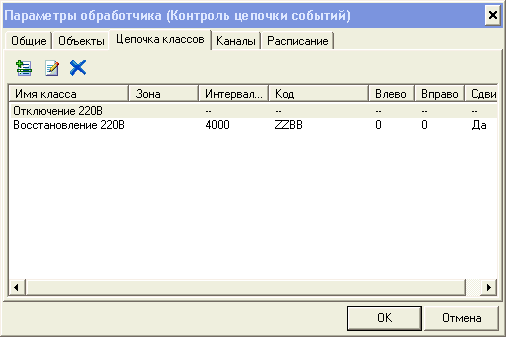 Параметры обработчика (Контроль цепочки событий)
Общие Объекты Цепочка классов Каналы Расписание
Имя класса Зона Интервал... Код Влево Вправо Сдви
Отключение 220В -- -- -- -- --
Восстановление 220В 4000 ZZBB 0 0 Да
OK Отмена